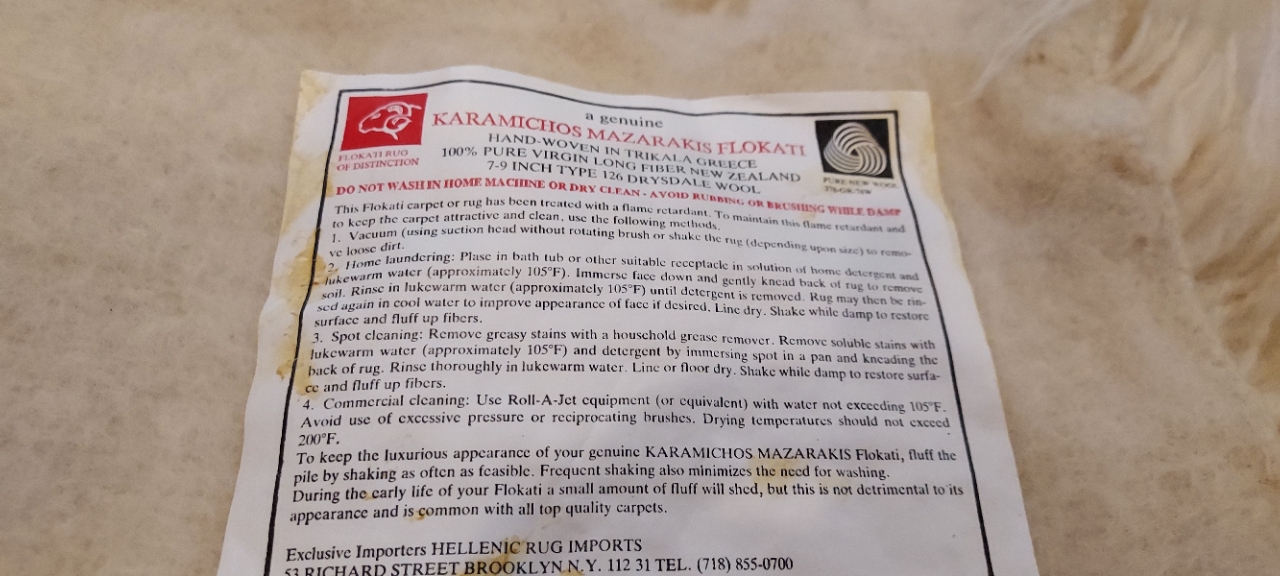 a genuine
KARAMICHOS MAZARAKIS FLOKATI
HAND-WOVEN IN TRIKALA GREECE
100% PURE VIRGIN LONG FIBER NEW ZEALAND
7-9 INCH TYPE 126 DRYSDALE WOOL
FLOKATI RUG
OF DISTINCTION
PURE NEW WOOL
DO NOT WASH IN HOME MACHINE OR DRY CLEAN - AVOID RUBBING OR BRUSHING WHILE DAMP
This Flokati carpet or rug has been treated with a flame retardant. To maintain this flame retardant and
to keep the carpet attractive and clean, use the following methods.
1. Vacuum (using suction head without rotating brush or shake the rug (depending upon size) to remo-
ve loose dirt.
2. Home laundering: Plase in bath tub or other suitable receptacle in solution of home detergent and
lukewarm water (approximately 105°F). Immerse face down and gently knead back of rug to remove
soil. Rinse in lukewarm water (approximately 105°F) until detergent is removed. Rug may then be rin-
sed again in cool water to improve appearance of face if desired. Line dry. Shake while damp to restore
surface and fluff up fibers.
3. Spot cleaning: Remove greasy stains with a household grease remover. Remove soluble stains with
lukewarm water (approximately 105°F) and detergent by immersing spot in a pan and kneading the
back of rug. Rinse thoroughly in lukewarm water. Line or floor dry. Shake while damp to restore surfa-
ce and fluff up fibers.
4. Commercial cleaning: Use Roll-A-Jet equipment (or equivalent) with water not exceeding 105°F.
Avoid use of excessive pressure or reciprocating brushes. Drying temperatures should not exceed
200°F.
To keep the luxurious appearance of your genuine KARAMICHOS MAZARAKIS Flokati, fluff the
pile by shaking as often as feasible. Frequent shaking also minimizes the need for washing.
During the early life of your Flokati a small amount of fluff will shed, but this is not detrimental to its
appearance and is common with all top quality carpets.
Exclusive Importers HELLENIC RUG IMPORTS
53 RICHARD STREET BROOKLYN N.Y. 112 31 TEL. (718) 855-0700